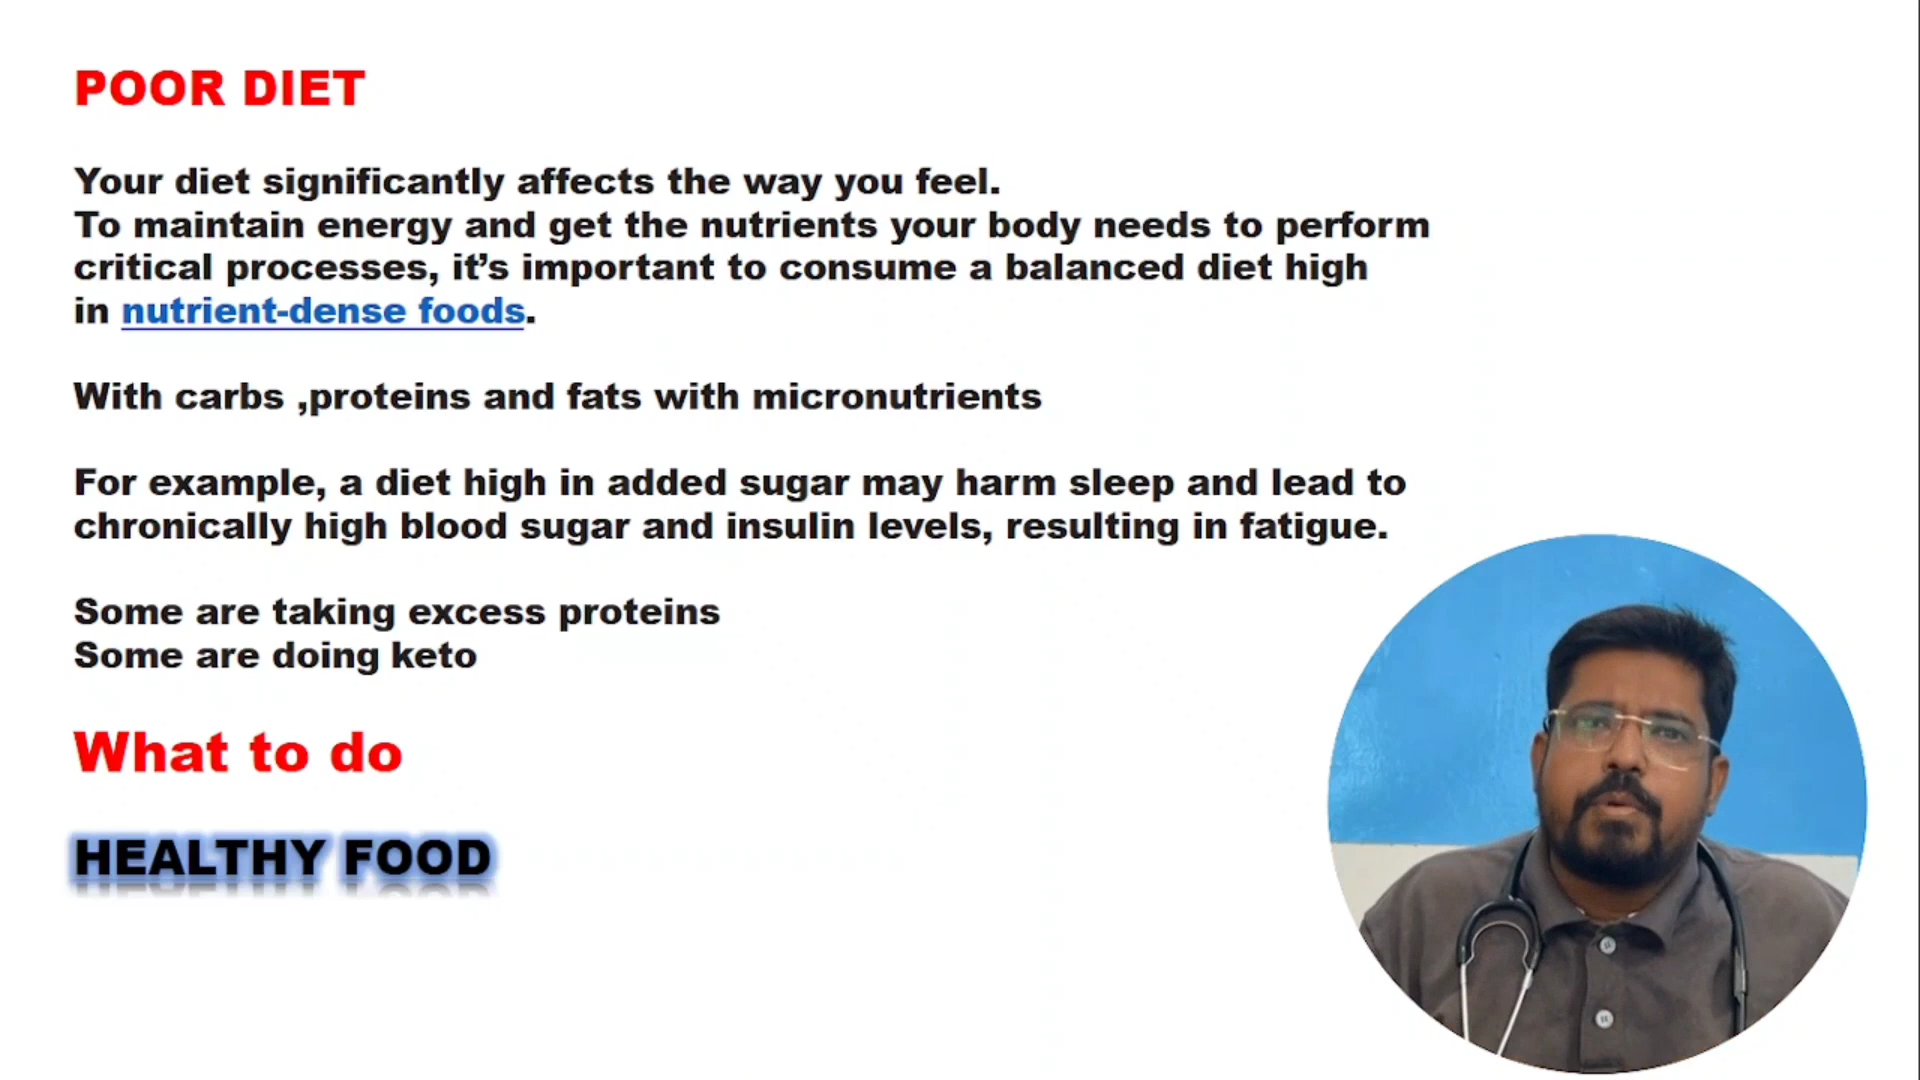 POOR DIET
Your diet significantly affects the way you feel.
To maintain energy and get the nutrients your body needs to perform
critical processes, it’s important to consume a balanced diet high
in nutrient-dense foods.
With carbs ,proteins and fats with micronutrients
For example, a diet high in added sugar may harm sleep and lead to
chronically high blood sugar and insulin levels, resulting in fatigue.
Some are taking excess proteins
Some are doing keto
What to do
HEALTHY FOOD